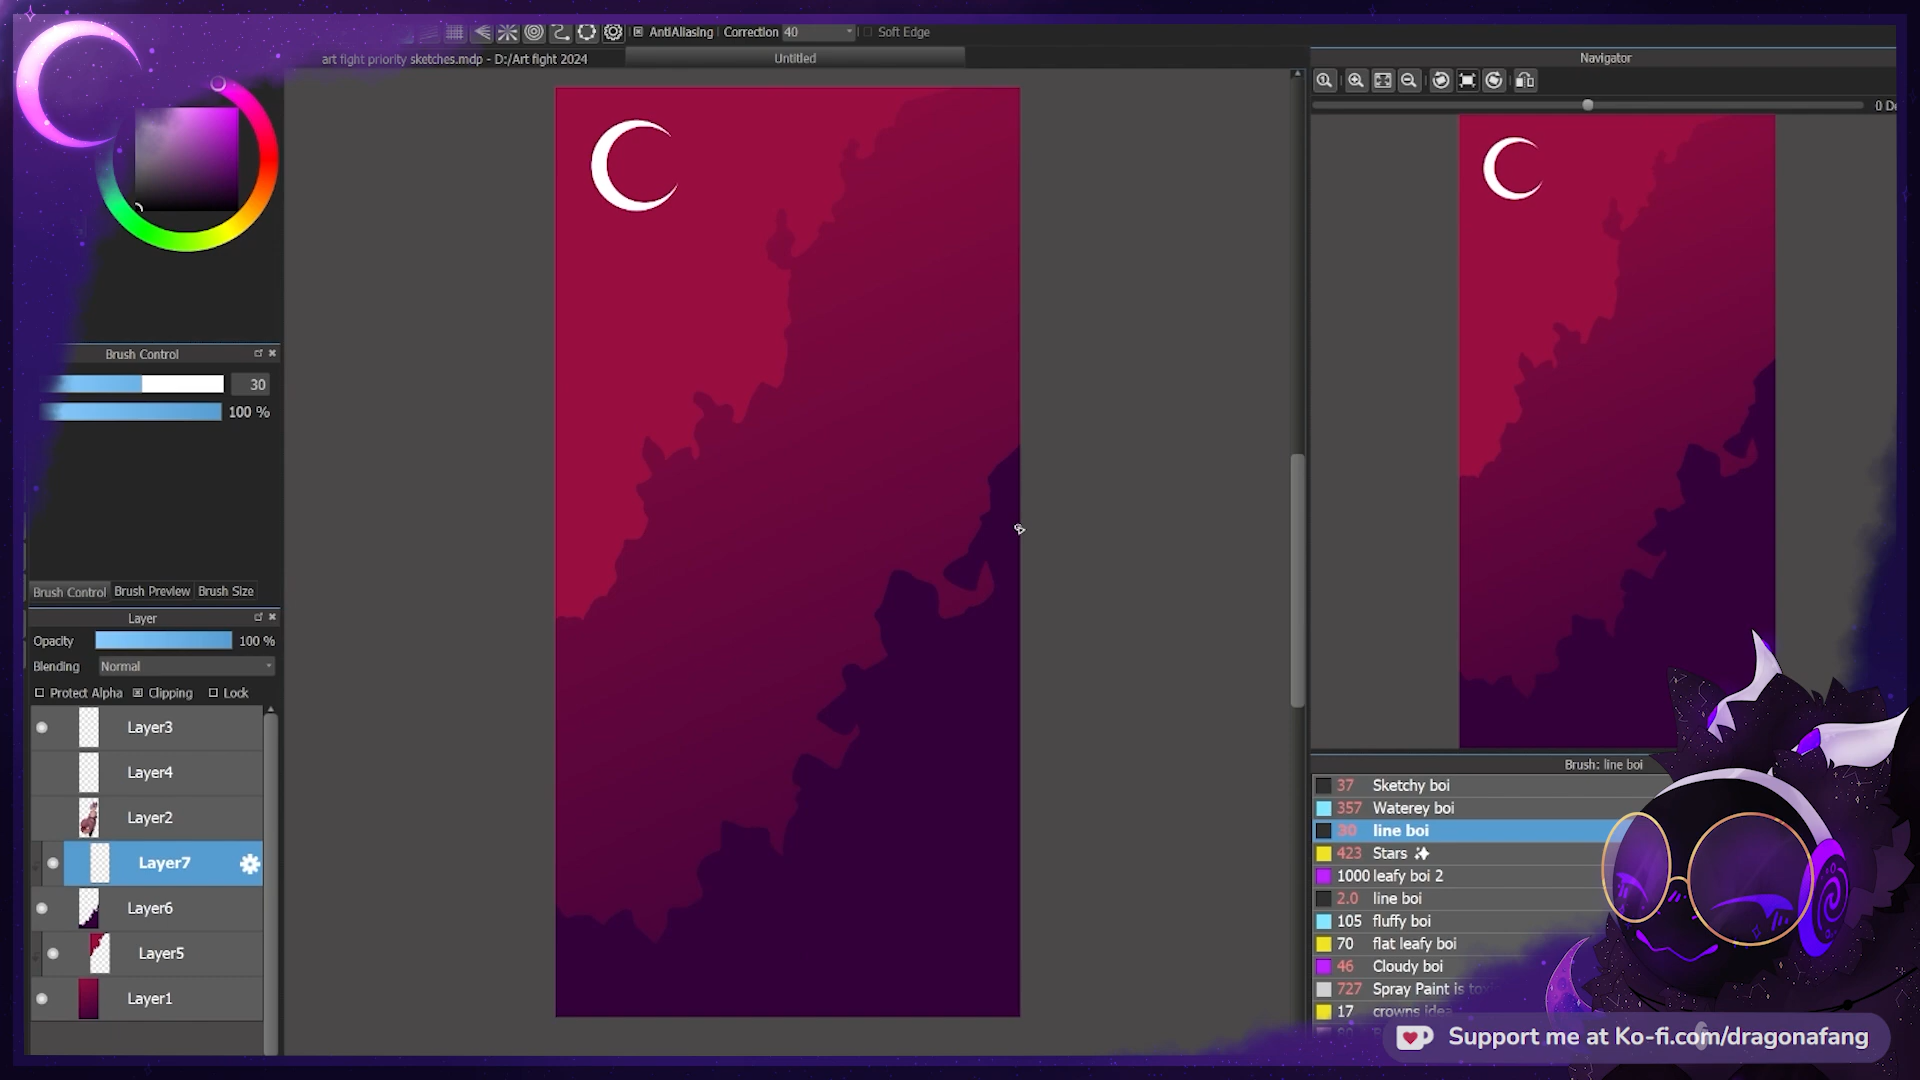 AntiAliasing
Correction 40
Soft Edge
art fight priority sketches.mdp - D:/Art fight 2024
Untitled
Navigator
Brush Control
30
100 %
Brush Control
Brush Preview
Brush Size
Layer
Opacity
100 %
Blending
Normal
Protect Alpha
Clipping
Lock
Layer3
Layer4
Layer2
Layer7
Layer6
Layer5
Layer1
Brush: line boi
37 Sketchy boi
357 Waterey boi
30 line boi
423 Stars ✨
1000 leafy boi 2
2.0 line boi
105 fluffy boi
70 flat leafy boi
46 Cloudy boi
727 Spray Paint is
17 crowns idea
Support me at Ko-fi.com/dragonafang